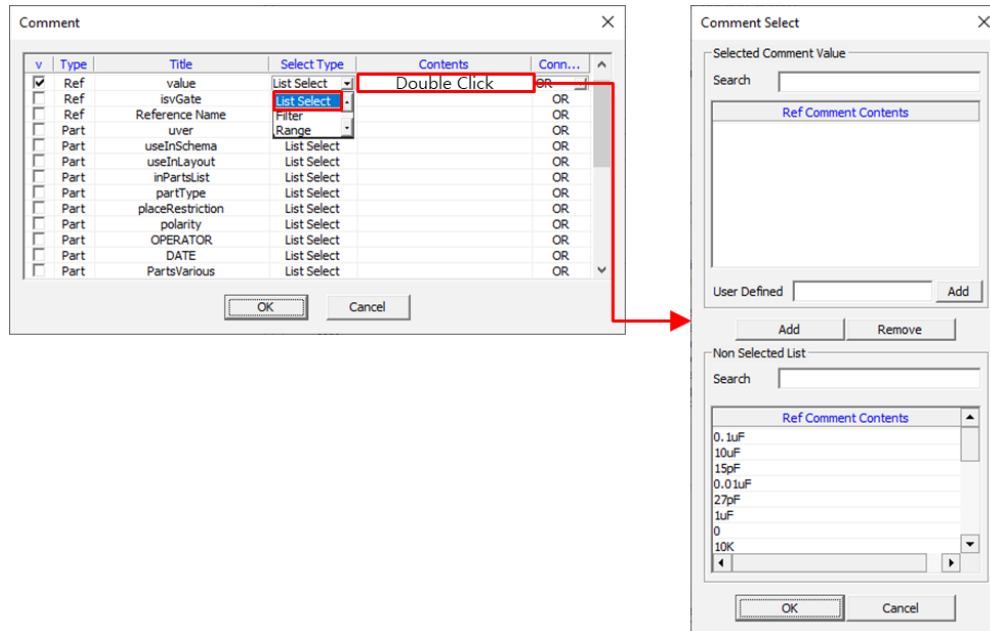 Comment
v Type Title Select Type Contents Conn...
Ref value List Select Double Click OR
Ref isvGate List Select OR
Ref Reference Name Filter OR
Part uver Range OR
Part useInSchema List Select OR
Part useInLayout List Select OR
Part inPartsList List Select OR
Part partType List Select OR
Part placeRestriction List Select OR
Part polarity List Select OR
Part OPERATOR List Select OR
Part DATE List Select OR
Part PartsVarious List Select OR
OK Cancel
Comment Select
Selected Comment Value
Search
Ref Comment Contents
User Defined Add
Add Remove
Non Selected List
Search
Ref Comment Contents
0.1uF
10uF
15pF
0.01uF
27pF
1uF
0
10K
OK Cancel